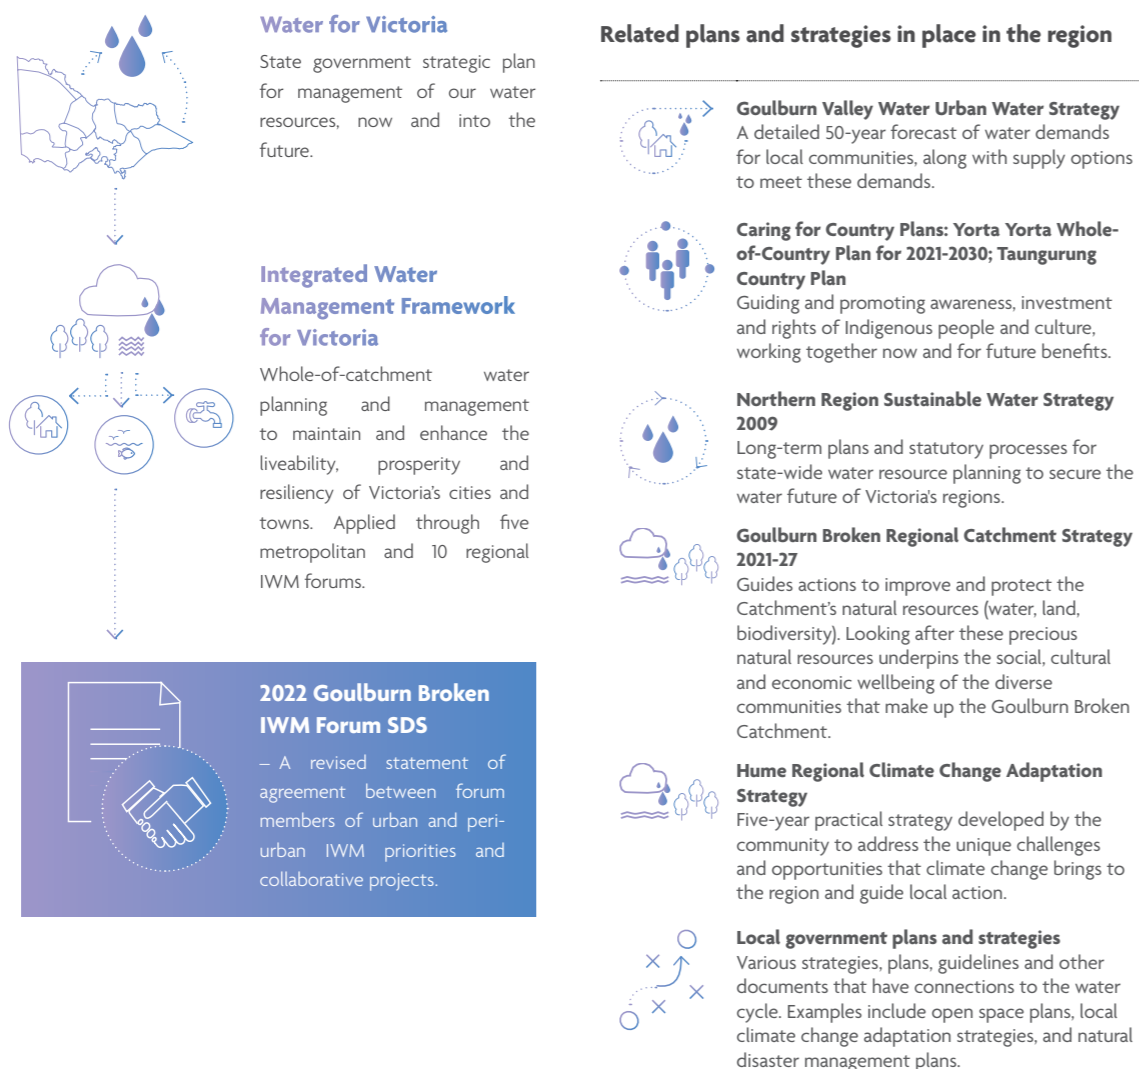 Water for Victoria
State government strategic plan
for management of our water
resources, now and into the
future.
Integrated Water
Management Framework
for Victoria
Whole-of-catchment water
planning and management
to maintain and enhance the
liveability, prosperity and
resiliency of Victoria's cities and
towns. Applied through five
metropolitan and 10 regional
IWM forums.
2022 Goulburn Broken
IWM Forum SDS
– A revised statement of
agreement between forum
members of urban and peri-
urban IWM priorities and
collaborative projects.
Related plans and strategies in place in the region
Goulburn Valley Water Urban Water Strategy
A detailed 50-year forecast of water demands
for local communities, along with supply options
to meet these demands.
Caring for Country Plans: Yorta Yorta Whole-
of-Country Plan for 2021-2030; Taungurung
Country Plan
Guiding and promoting awareness, investment
and rights of Indigenous people and culture,
working together now and for future benefits.
Northern Region Sustainable Water Strategy
2009
Long-term plans and statutory processes for
state-wide water resource planning to secure the
water future of Victoria's regions.
Goulburn Broken Regional Catchment Strategy
2021-27
Guides actions to improve and protect the
Catchment's natural resources (water, land,
biodiversity). Looking after these precious
natural resources underpins the social, cultural
and economic wellbeing of the diverse
communities that make up the Goulburn Broken
Catchment.
Hume Regional Climate Change Adaptation
Strategy
Five-year practical strategy developed by the
community to address the unique challenges
and opportunities that climate change brings to
the region and guide local action.
Local government plans and strategies
Various strategies, plans, guidelines and other
documents that have connections to the water
cycle. Examples include open space plans, local
climate change adaptation strategies, and natural
disaster management plans.